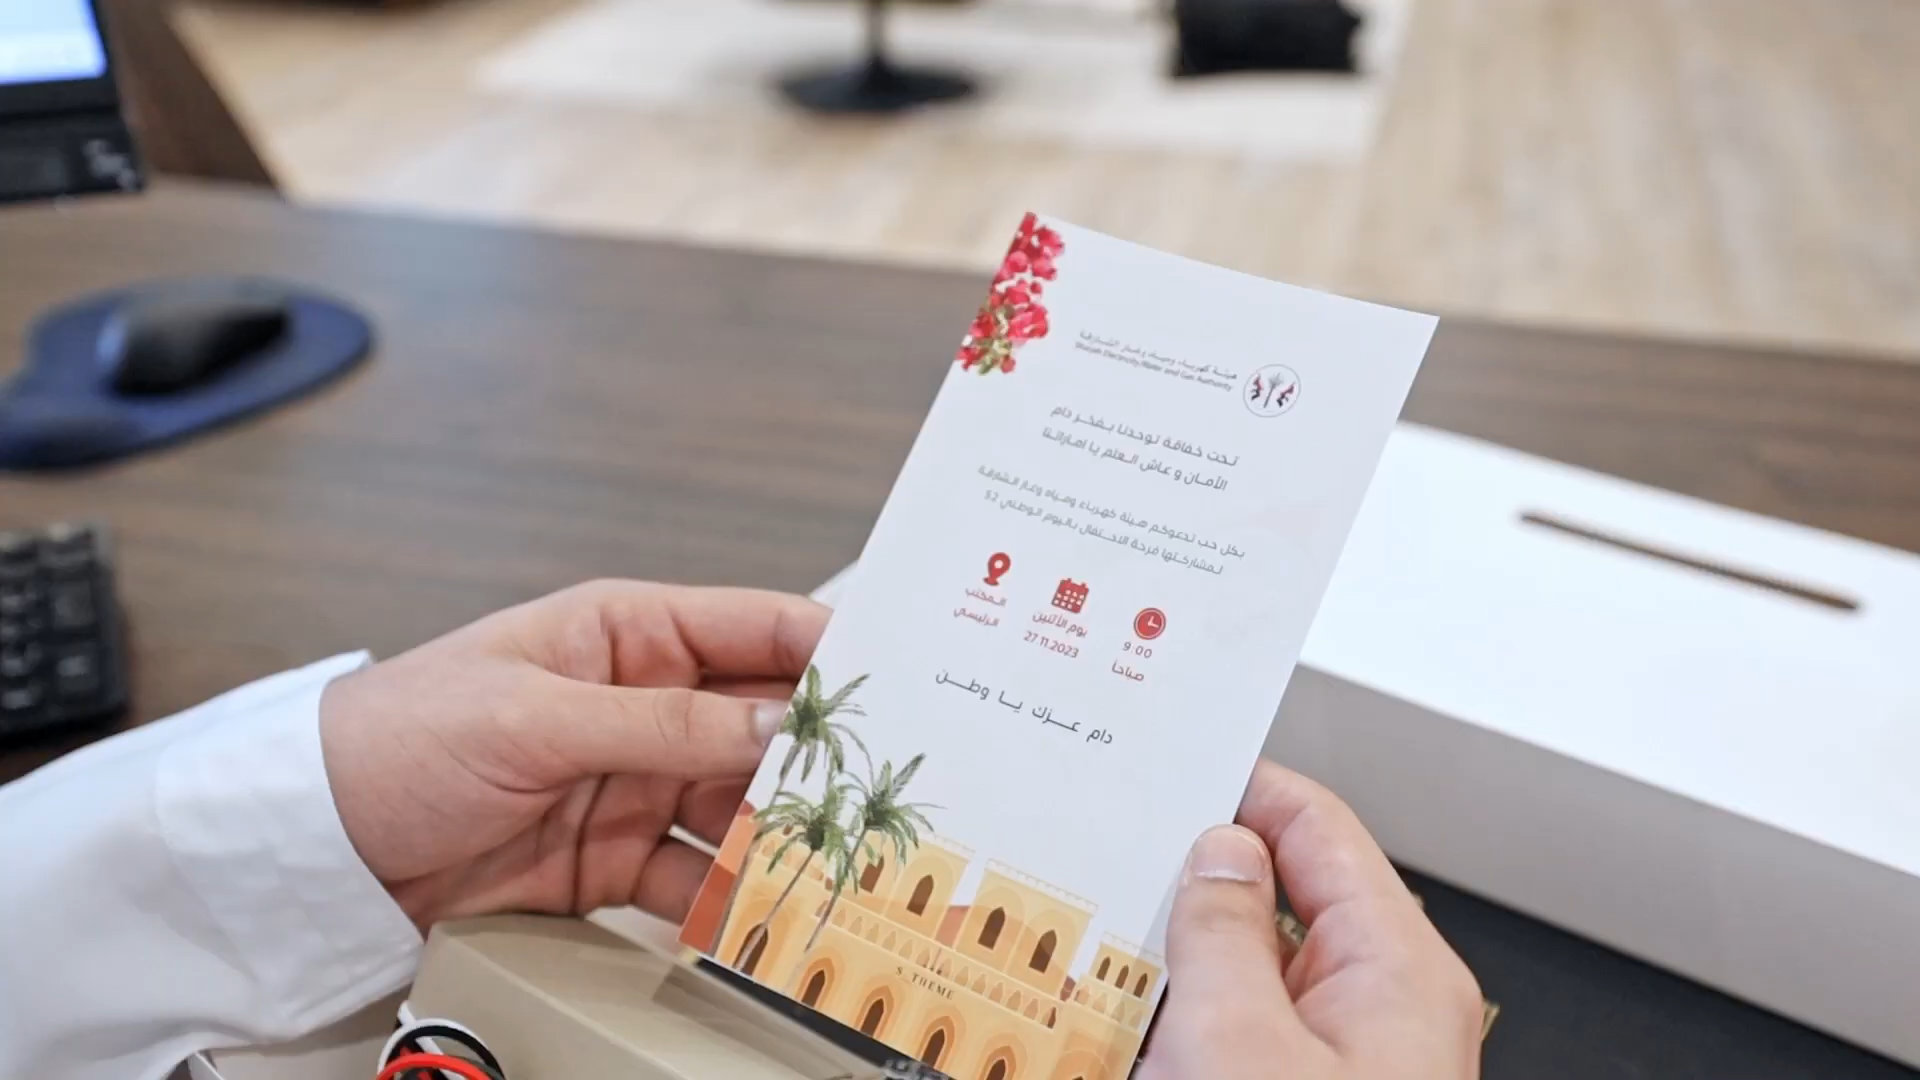 هيئة كهرباء ومياه وغاز الشارقة
Sharjah Electricity, Water and Gas Authority
تحت خفاقة توحدنا بفخر دام
الأمان و عاش العلم يا اماراتنا
بكل حب تدعوكم هيئة كهرباء ومياه وغاز الشارقة
لمشاركتها فرحة الاحتفال باليوم الوطني 52
9:00
صباحاً
يوم الأثنين
27.11.2023
المكتب
الرئيسي
دام عزك يا وطن
S_THEME